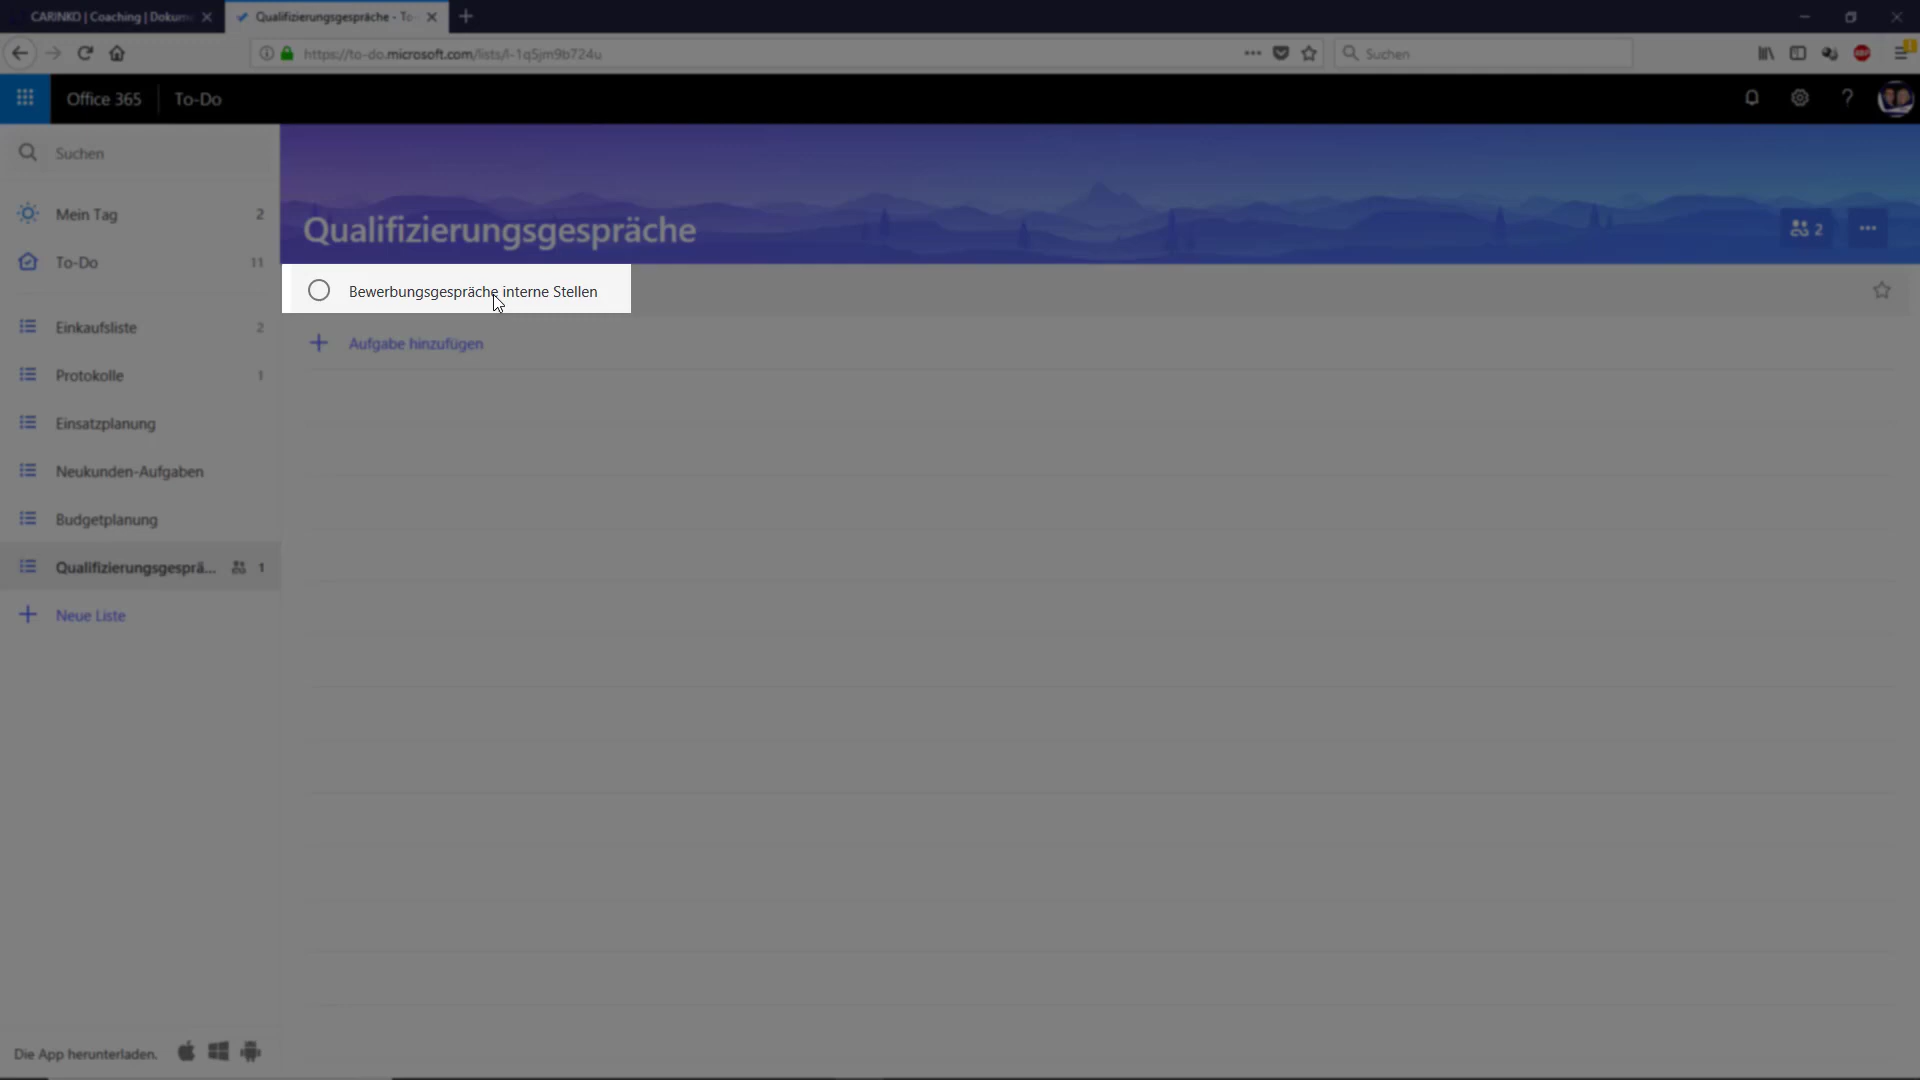 CARINKO | Coaching | Dokum
Qualifizierungsgespräche - To-
https://to-do.microsoft.com/lists/l-1q5jm9b724u
Suchen
Office 365
To-Do
?
Suchen
Mein Tag 2
To-Do 11
Einkaufsliste 2
Protokolle 1
Einsatzplanung
Neukunden-Aufgaben
Budgetplanung
Qualifizierungsgesprä... 1
Neue Liste
Qualifizierungsgespräche
2
Bewerbungsgespräche interne Stellen
Aufgabe hinzufügen
Die App herunterladen.